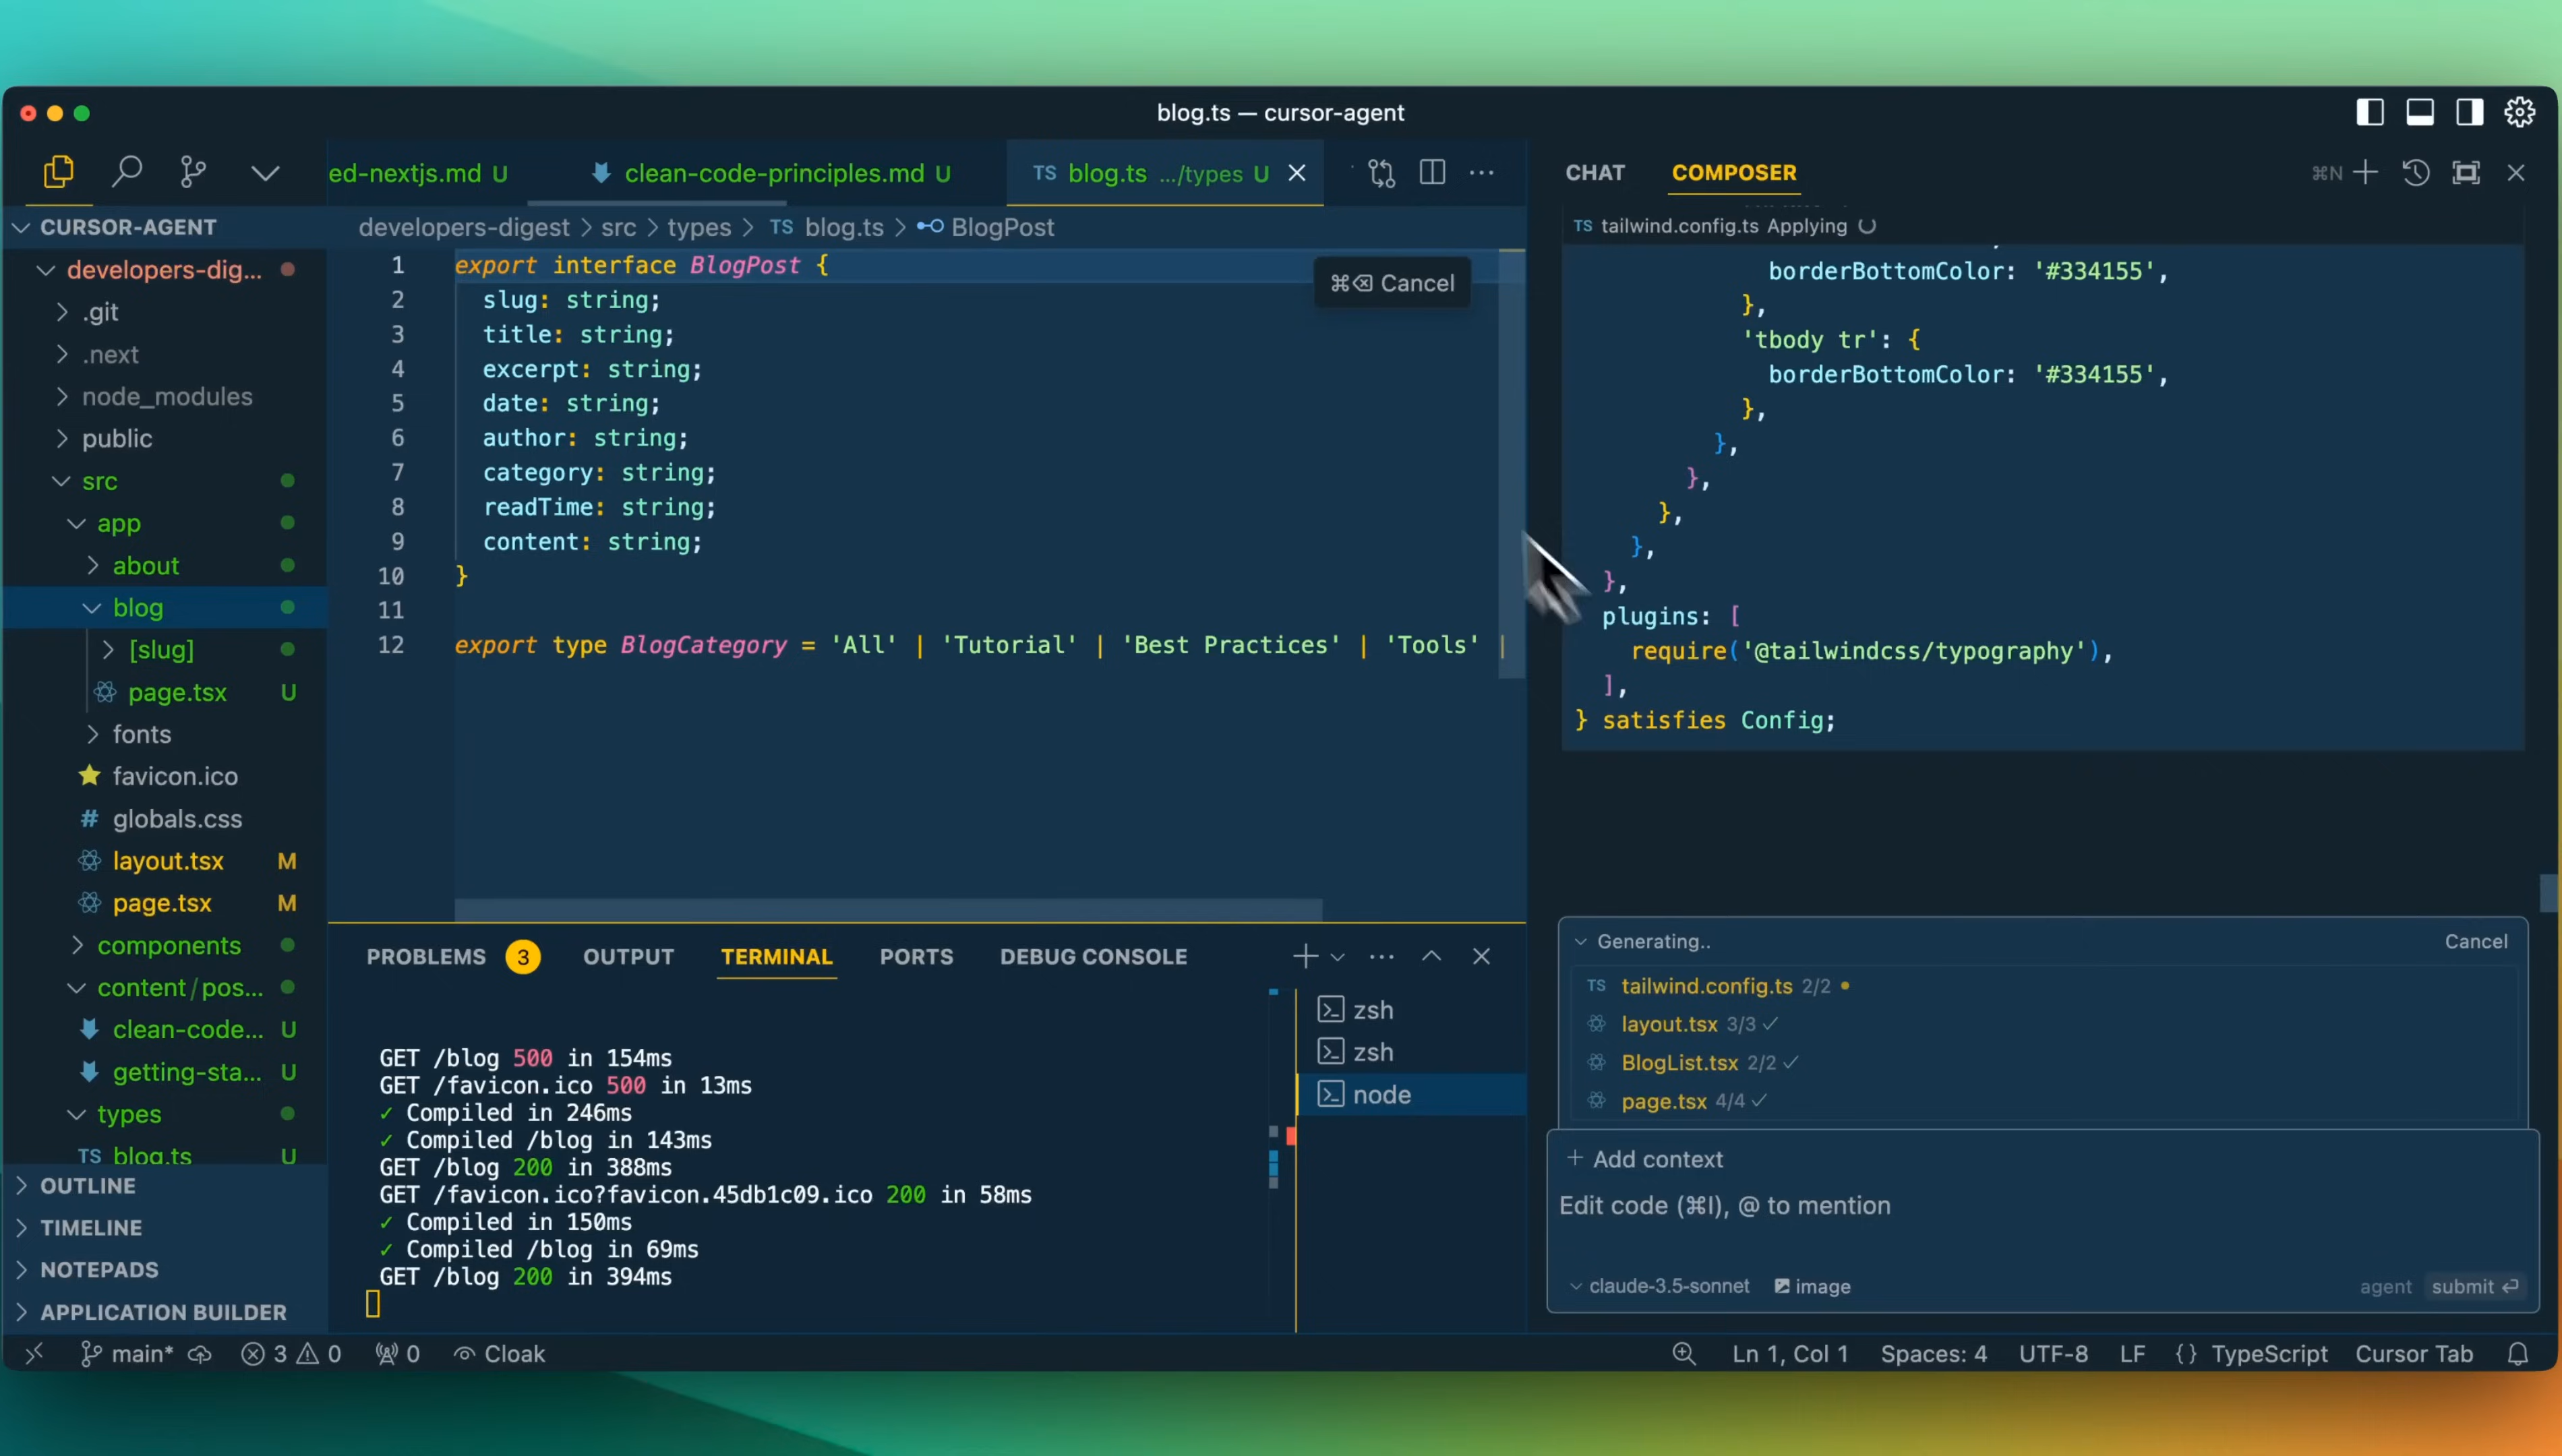 blog.ts — cursor-agent
ed-nextjs.md U
clean-code-principles.md U
TS blog.ts .../types U
CHAT
COMPOSER
⌘N
CURSOR-AGENT
developers-dig...
.git
.next
node_modules
public
src
app
about
blog
[slug]
page.tsx U
fonts
favicon.ico
# globals.css
layout.tsx M
page.tsx M
components
content/pos...
clean-code... U
getting-sta... U
types
TS blog.ts U
OUTLINE
TIMELINE
NOTEPADS
APPLICATION BUILDER
developers-digest > src > types > TS blog.ts > BlogPost
1 export interface BlogPost {
2 slug: string;
3 title: string;
4 excerpt: string;
5 date: string;
6 author: string;
7 category: string;
8 readTime: string;
9 content: string;
10 }
11
12 export type BlogCategory = 'All' | 'Tutorial' | 'Best Practices' | 'Tools' |
⌘⌫ Cancel
PROBLEMS 3
OUTPUT
TERMINAL
PORTS
DEBUG CONSOLE
GET /blog 500 in 154ms
GET /favicon.ico 500 in 13ms
✓ Compiled in 246ms
✓ Compiled /blog in 143ms
GET /blog 200 in 388ms
GET /favicon.ico?favicon.45db1c09.ico 200 in 58ms
✓ Compiled in 150ms
✓ Compiled /blog in 69ms
GET /blog 200 in 394ms
zsh
zsh
node
TS tailwind.config.ts Applying
borderBottomColor: '#334155',
},
'tbody tr': {
borderBottomColor: '#334155',
},
},
},
},
},
},
plugins: [
require('@tailwindcss/typography'),
],
} satisfies Config;
Generating..
Cancel
TS tailwind.config.ts 2/2
layout.tsx 3/3 ✓
BlogList.tsx 2/2 ✓
page.tsx 4/4 ✓
+ Add context
Edit code (⌘I), @ to mention
claude-3.5-sonnet
image
agent
submit ↩
main*
3
0
0
Cloak
Ln 1, Col 1
Spaces: 4
UTF-8
LF
{ } TypeScript
Cursor Tab